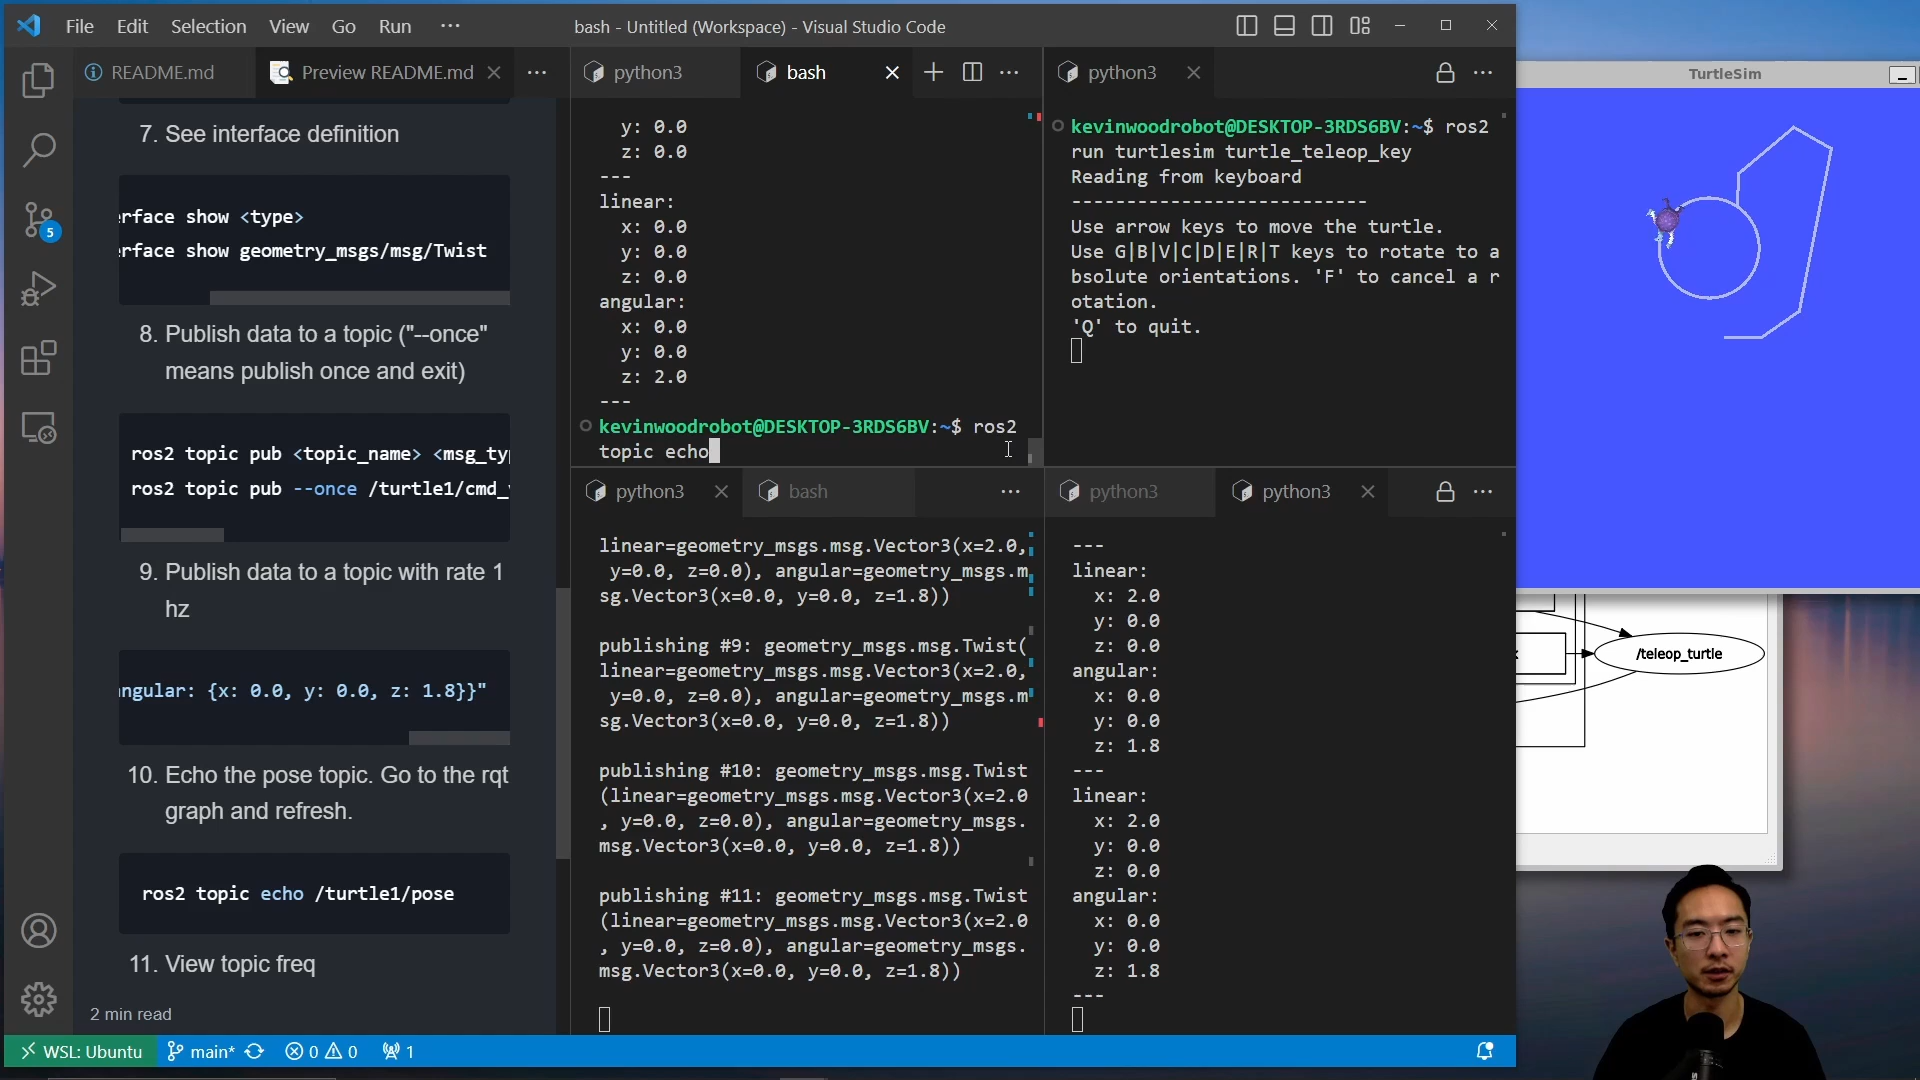 File Edit Selection View Go Run ···
bash - Untitled (Workspace) - Visual Studio Code
README.md
Preview README.md
7. See interface definition
erface show <type>
erface show geometry_msgs/msg/Twist
8. Publish data to a topic ("--once"
means publish once and exit)
ros2 topic pub <topic_name> <msg_typ
ros2 topic pub --once /turtle1/cmd_
9. Publish data to a topic with rate 1
hz
angular: {x: 0.0, y: 0.0, z: 1.8}}"
10. Echo the pose topic. Go to the rqt
graph and refresh.
ros2 topic echo /turtle1/pose
11. View topic freq
2 min read
5
python3
bash
y: 0.0
z: 0.0
---
linear:
x: 0.0
y: 0.0
z: 0.0
angular:
x: 0.0
y: 0.0
z: 2.0
---
kevinwoodrobot@DESKTOP-3RDS6BV:~$ ros2
topic echo
python3
kevinwoodrobot@DESKTOP-3RDS6BV:~$ ros2
run turtlesim turtle_teleop_key
Reading from keyboard
---------------------------
Use arrow keys to move the turtle.
Use G|B|V|C|D|E|R|T keys to rotate to a
bsolute orientations. 'F' to cancel a r
otation.
'Q' to quit.
python3
bash
linear=geometry_msgs.msg.Vector3(x=2.0,
y=0.0, z=0.0), angular=geometry_msgs.m
sg.Vector3(x=0.0, y=0.0, z=1.8))
publishing #9: geometry_msgs.msg.Twist(
linear=geometry_msgs.msg.Vector3(x=2.0,
y=0.0, z=0.0), angular=geometry_msgs.m
sg.Vector3(x=0.0, y=0.0, z=1.8))
publishing #10: geometry_msgs.msg.Twist
(linear=geometry_msgs.msg.Vector3(x=2.0
, y=0.0, z=0.0), angular=geometry_msgs.
msg.Vector3(x=0.0, y=0.0, z=1.8))
publishing #11: geometry_msgs.msg.Twist
(linear=geometry_msgs.msg.Vector3(x=2.0
, y=0.0, z=0.0), angular=geometry_msgs.
msg.Vector3(x=0.0, y=0.0, z=1.8))
python3
python3
---
linear:
x: 2.0
y: 0.0
z: 0.0
angular:
x: 0.0
y: 0.0
z: 1.8
---
linear:
x: 2.0
y: 0.0
z: 0.0
angular:
x: 0.0
y: 0.0
z: 1.8
---
TurtleSim
/teleop_turtle
WSL: Ubuntu
main*
0
0
1